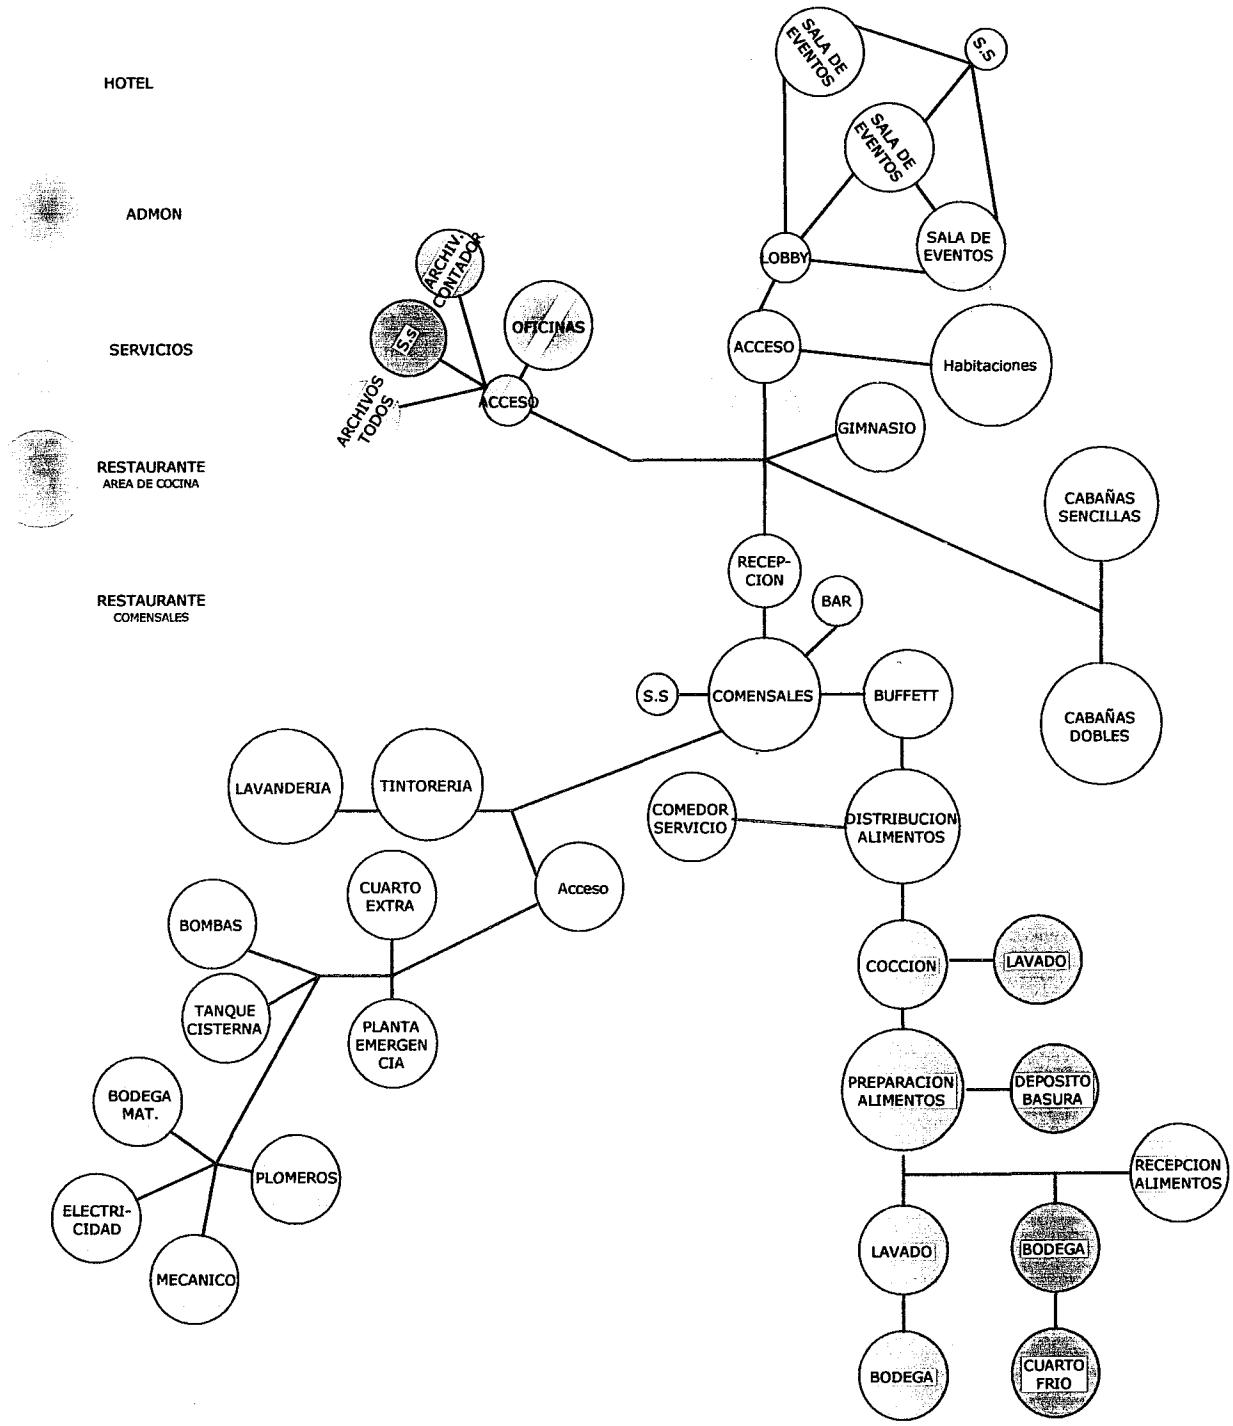 HOTEL
ADMON
SERVICIOS
RESTAURANTE
AREA DE COCINA
RESTAURANTE
COMENSALES
SALA DE
EVENTOS
S.S
SALA DE
EVENTOS
SALA DE
EVENTOS
LOBBY
ARCHIV.
CONTADOR
OFICINAS
S.s
ARCHIVOS
TODOS
ACCESO
ACCESO
Habitaciones
GIMNASIO
CABAÑAS
SENCILLAS
RECEP-
CION
BAR
S.S
COMENSALES
BUFFETT
CABAÑAS
DOBLES
LAVANDERIA
TINTORERIA
COMEDOR
SERVICIO
DISTRIBUCION
ALIMENTOS
CUARTO
EXTRA
Acceso
BOMBAS
TANQUE
CISTERNA
PLANTA
EMERGEN
CIA
COCCION
LAVADO
BODEGA
MAT.
PREPARACION
ALIMENTOS
DEPOSITO
BASURA
PLOMEROS
ELECTRI-
CIDAD
MECANICO
RECEPCION
ALIMENTOS
LAVADO
BODEGA
BODEGA
CUARTO
FRIO